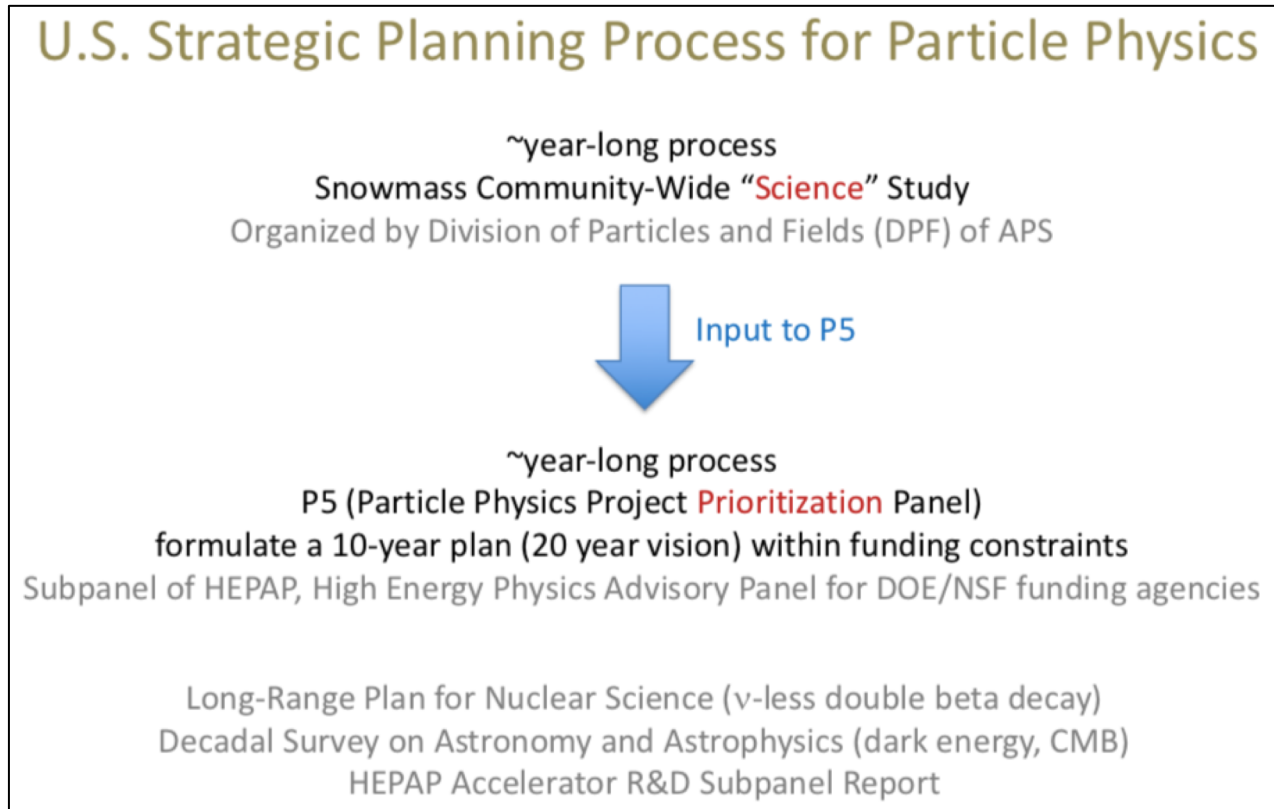 U.S. Strategic Planning Process for Particle Physics
~year-long process
Snowmass Community-Wide “Science” Study
Organized by Division of Particles and Fields (DPF) of APS
Input to P5
~year-long process
P5 (Particle Physics Project Prioritization Panel)
formulate a 10-year plan (20 year vision) within funding constraints
Subpanel of HEPAP, High Energy Physics Advisory Panel for DOE/NSF funding agencies
Long-Range Plan for Nuclear Science (ν-less double beta decay)
Decadal Survey on Astronomy and Astrophysics (dark energy, CMB)
HEPAP Accelerator R&D Subpanel Report